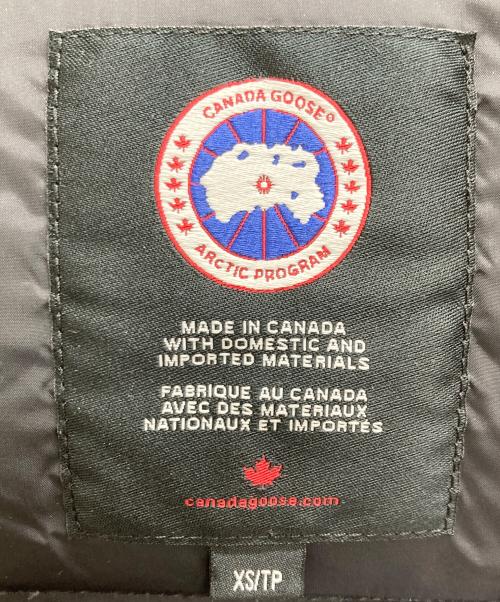 CANADA GOOSE®
ARCTIC PROGRAM
MADE IN CANADA
WITH DOMESTIC AND
IMPORTED MATERIALS
FABRIQUE AU CANADA
AVEC DES MATERIAUX
NATIONAUX ET IMPORTÉS
canadagoose.com
XS/TP